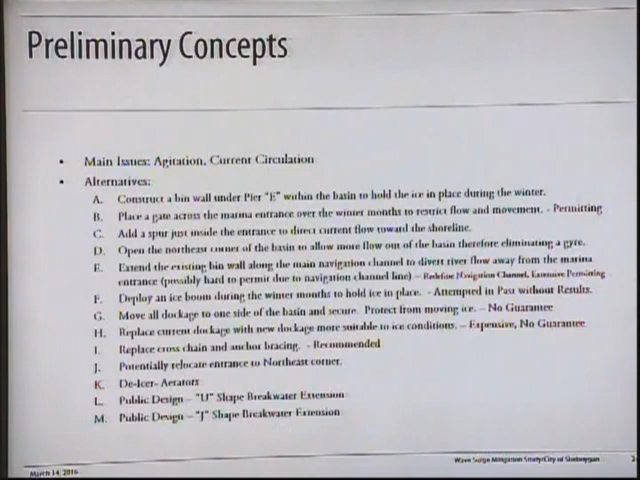 Preliminary Concepts
• Main Issues: Agitation, Current Circulation
• Alternatives:
A. Construct a bin wall under Pier "E" within the basin to hold the ice in place during the winter.
B. Place a gate across the marina entrance over the winter months to restrict flow and movement. - Permitting
C. Add a spur just inside the entrance to direct current flow toward the shoreline.
D. Open the northeast corner of the basin to allow more flow out of the basin therefore eliminating a gyre.
E. Extend the existing bin wall along the main navigation channel to divert river flow away from the marina
entrance (possibly hard to permit due to navigation channel line) – Redefine Navigation Channel, Extensive Permitting
F. Deploy an ice boom during the winter months to hold ice in place. - Attempted in Past without Results.
G. Move all dockage to one side of the basin and secure. Protect from moving ice. – No Guarantee
H. Replace current dockage with new dockage more suitable to ice conditions. – Expensive, No Guarantee
I. Replace cross chain and anchor bracing. - Recommended
J. Potentially relocate entrance to Northeast corner.
K. De-Icer- Aerators
L. Public Design – "U" Shape Breakwater Extension
M. Public Design – "J" Shape Breakwater Extension
March 14, 2016
Wave Surge Mitigation Study/City of Sheboygan
2